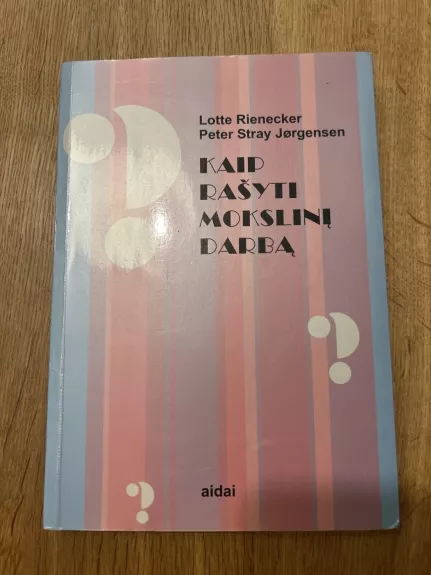 Lotte Rienecker
Peter Stray Jørgensen
KAIP
RAŠYTI
MOKSLINĮ
DARBĄ
?
?
?
aidai